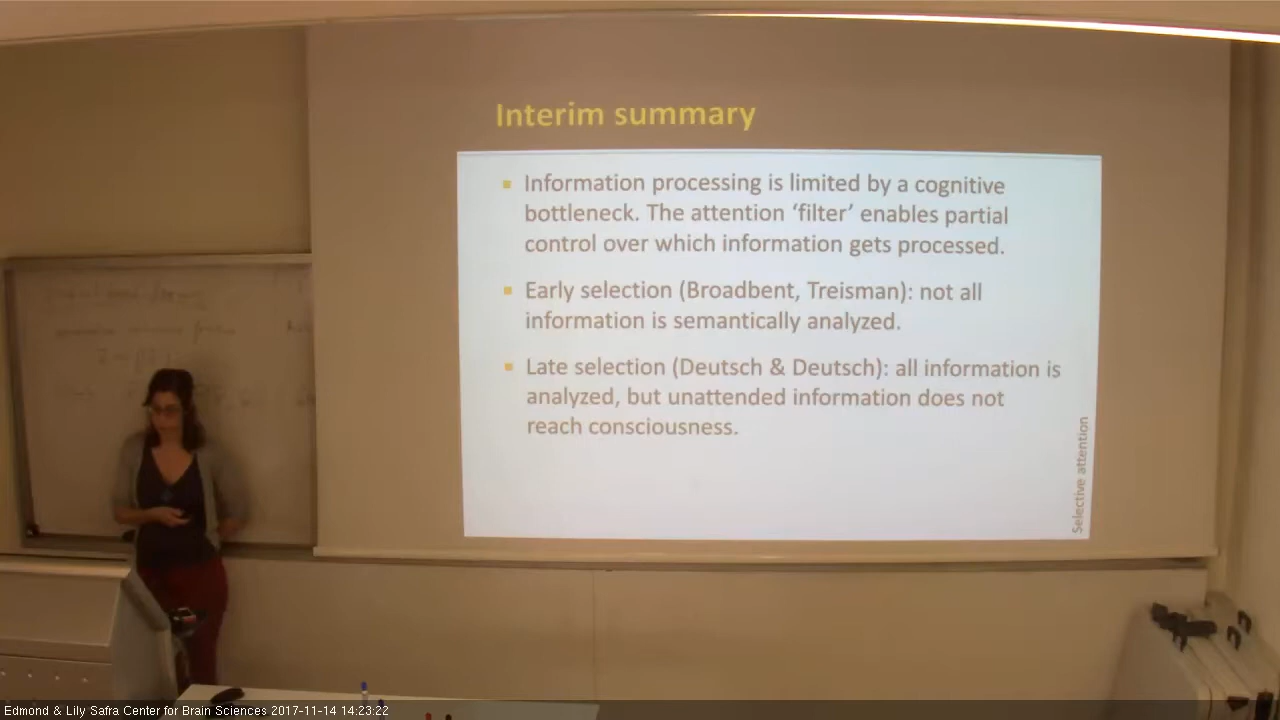 Interim summary
Information processing is limited by a cognitive
bottleneck. The attention ‘filter’ enables partial
control over which information gets processed.
Early selection (Broadbent, Treisman): not all
information is semantically analyzed.
Late selection (Deutsch & Deutsch): all information is
analyzed, but unattended information does not
reach consciousness.
Selective attention
Edmond & Lily Safra Center for Brain Sciences 2017-11-14 14:23:22